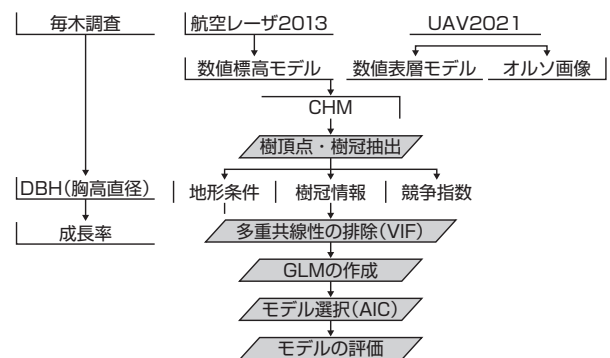 毎木調査
航空レーザ2013
UAV2021
数値標高モデル
数値表層モデル
オルソ画像
CHM
樹頂点・樹冠抽出
DBH(胸高直径)
地形条件
樹冠情報
競争指数
成長率
多重共線性の排除(VIF)
GLMの作成
モデル選択(AIC)
モデルの評価